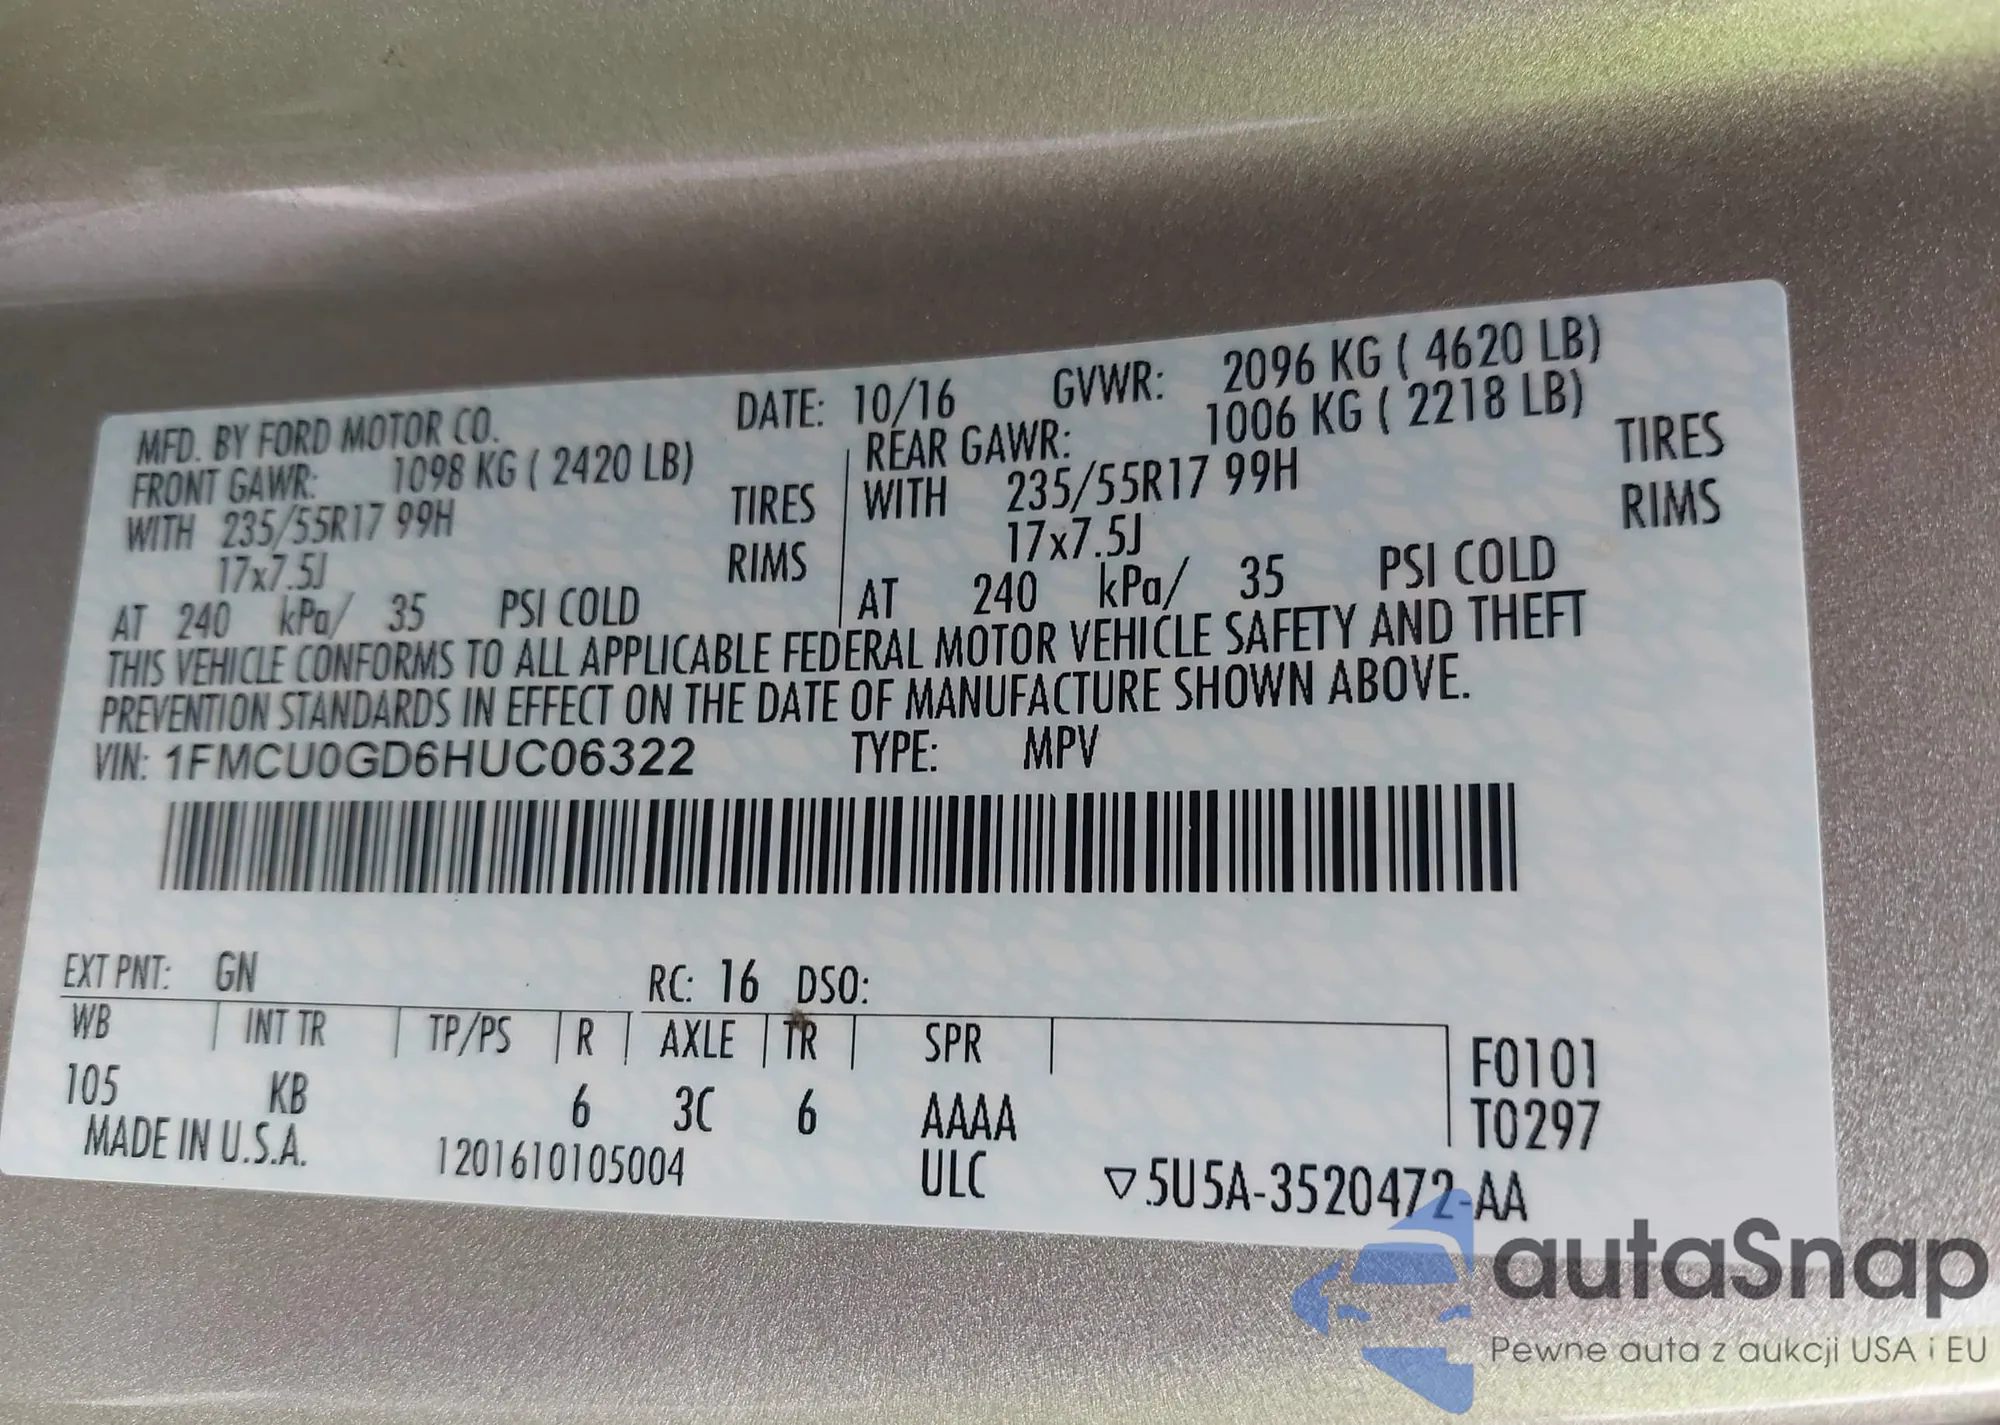 MFD. BY FORD MOTOR CO. DATE: 10/16 GVWR: 2096 KG ( 4620 LB)
FRONT GAWR: 1098 KG ( 2420 LB) REAR GAWR: 1006 KG ( 2218 LB)
WITH 235/55R17 99H TIRES WITH 235/55R17 99H TIRES
17x7.5J RIMS 17x7.5J RIMS
AT 240 kPa/ 35 PSI COLD AT 240 kPa/ 35 PSI COLD
THIS VEHICLE CONFORMS TO ALL APPLICABLE FEDERAL MOTOR VEHICLE SAFETY AND THEFT
PREVENTION STANDARDS IN EFFECT ON THE DATE OF MANUFACTURE SHOWN ABOVE.
VIN: 1FMCU0GD6HUC06322 TYPE: MPV
EXT PNT: GN RC: 16 DSO:
WB INT TR TP/PS R AXLE TR SPR F0101
105 KB 6 3C 6 AAAA T0297
MADE IN U.S.A. 1201610105004 ULC ▽5U5A-3520472-AA
autaSnap
Pewne auta z aukcji USA i EU